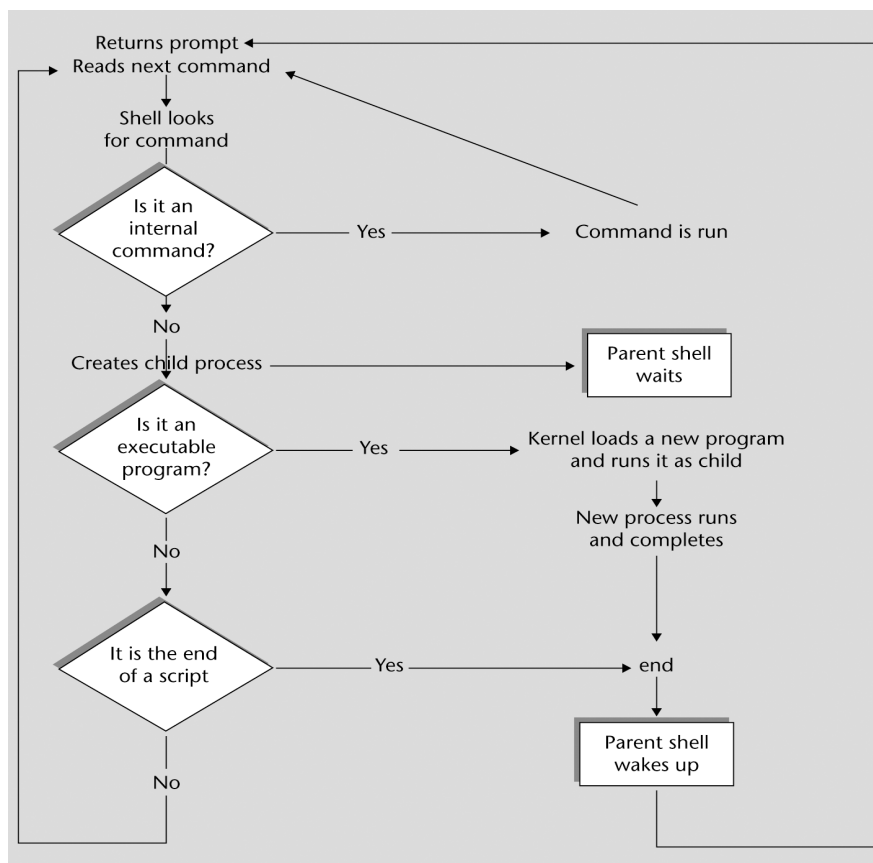 Returns prompt
Reads next command
Shell looks
for command
Is it an
internal
command?
Yes
Command is run
No
Creates child process
Parent shell
waits
Is it an
executable
program?
Yes
Kernel loads a new program
and runs it as child
New process runs
and completes
No
It is the end
of a script
Yes
end
Parent shell
wakes up
No